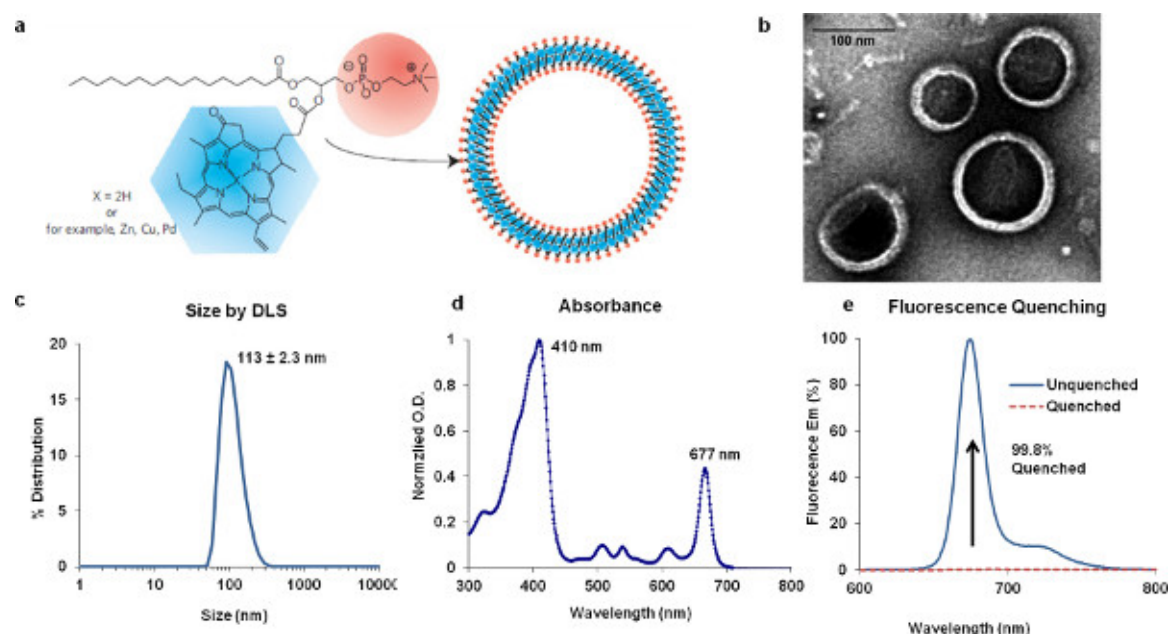 a
O
O
O
O
⊖
O
P
O
O
⊕
N
O
O
N
N
X
N
N
X = 2H
or
for example, Zn, Cu, Pd
b
100 nm
c
Size by DLS
113 ± 2.3 nm
% Distribution
20
15
10
5
0
1
10
100
1000
10000
Size (nm)
d
Absorbance
410 nm
677 nm
Normzlied O.D.
1
0.8
0.6
0.4
0.2
0
300
400
500
600
700
800
Wavelength (nm)
e
Fluorescence Quenching
Unquenched
Quenched
99.8%
Quenched
Fluorecence Em (%)
100
80
60
40
20
0
600
700
800
Wavelength (nm)